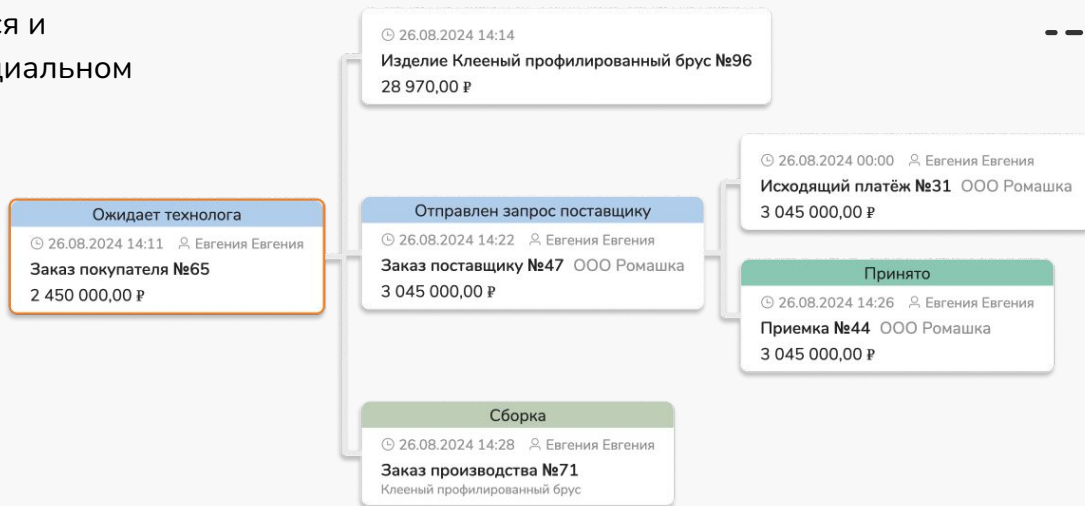 ся и
циальном
26.08.2024 14:14
Изделие Клееный профилированный брус №96
28 970,00 ₽
26.08.2024 00:00 Евгения Евгения
Исходящий платёж №31 ООО Ромашка
3 045 000,00 ₽
Ожидает технолога
26.08.2024 14:11 Евгения Евгения
Заказ покупателя №65
2 450 000,00 ₽
Отправлен запрос поставщику
26.08.2024 14:22 Евгения Евгения
Заказ поставщику №47 ООО Ромашка
3 045 000,00 ₽
Принято
26.08.2024 14:26 Евгения Евгения
Приемка №44 ООО Ромашка
3 045 000,00 ₽
Сборка
26.08.2024 14:28 Евгения Евгения
Заказ производства №71
Клееный профилированный брус